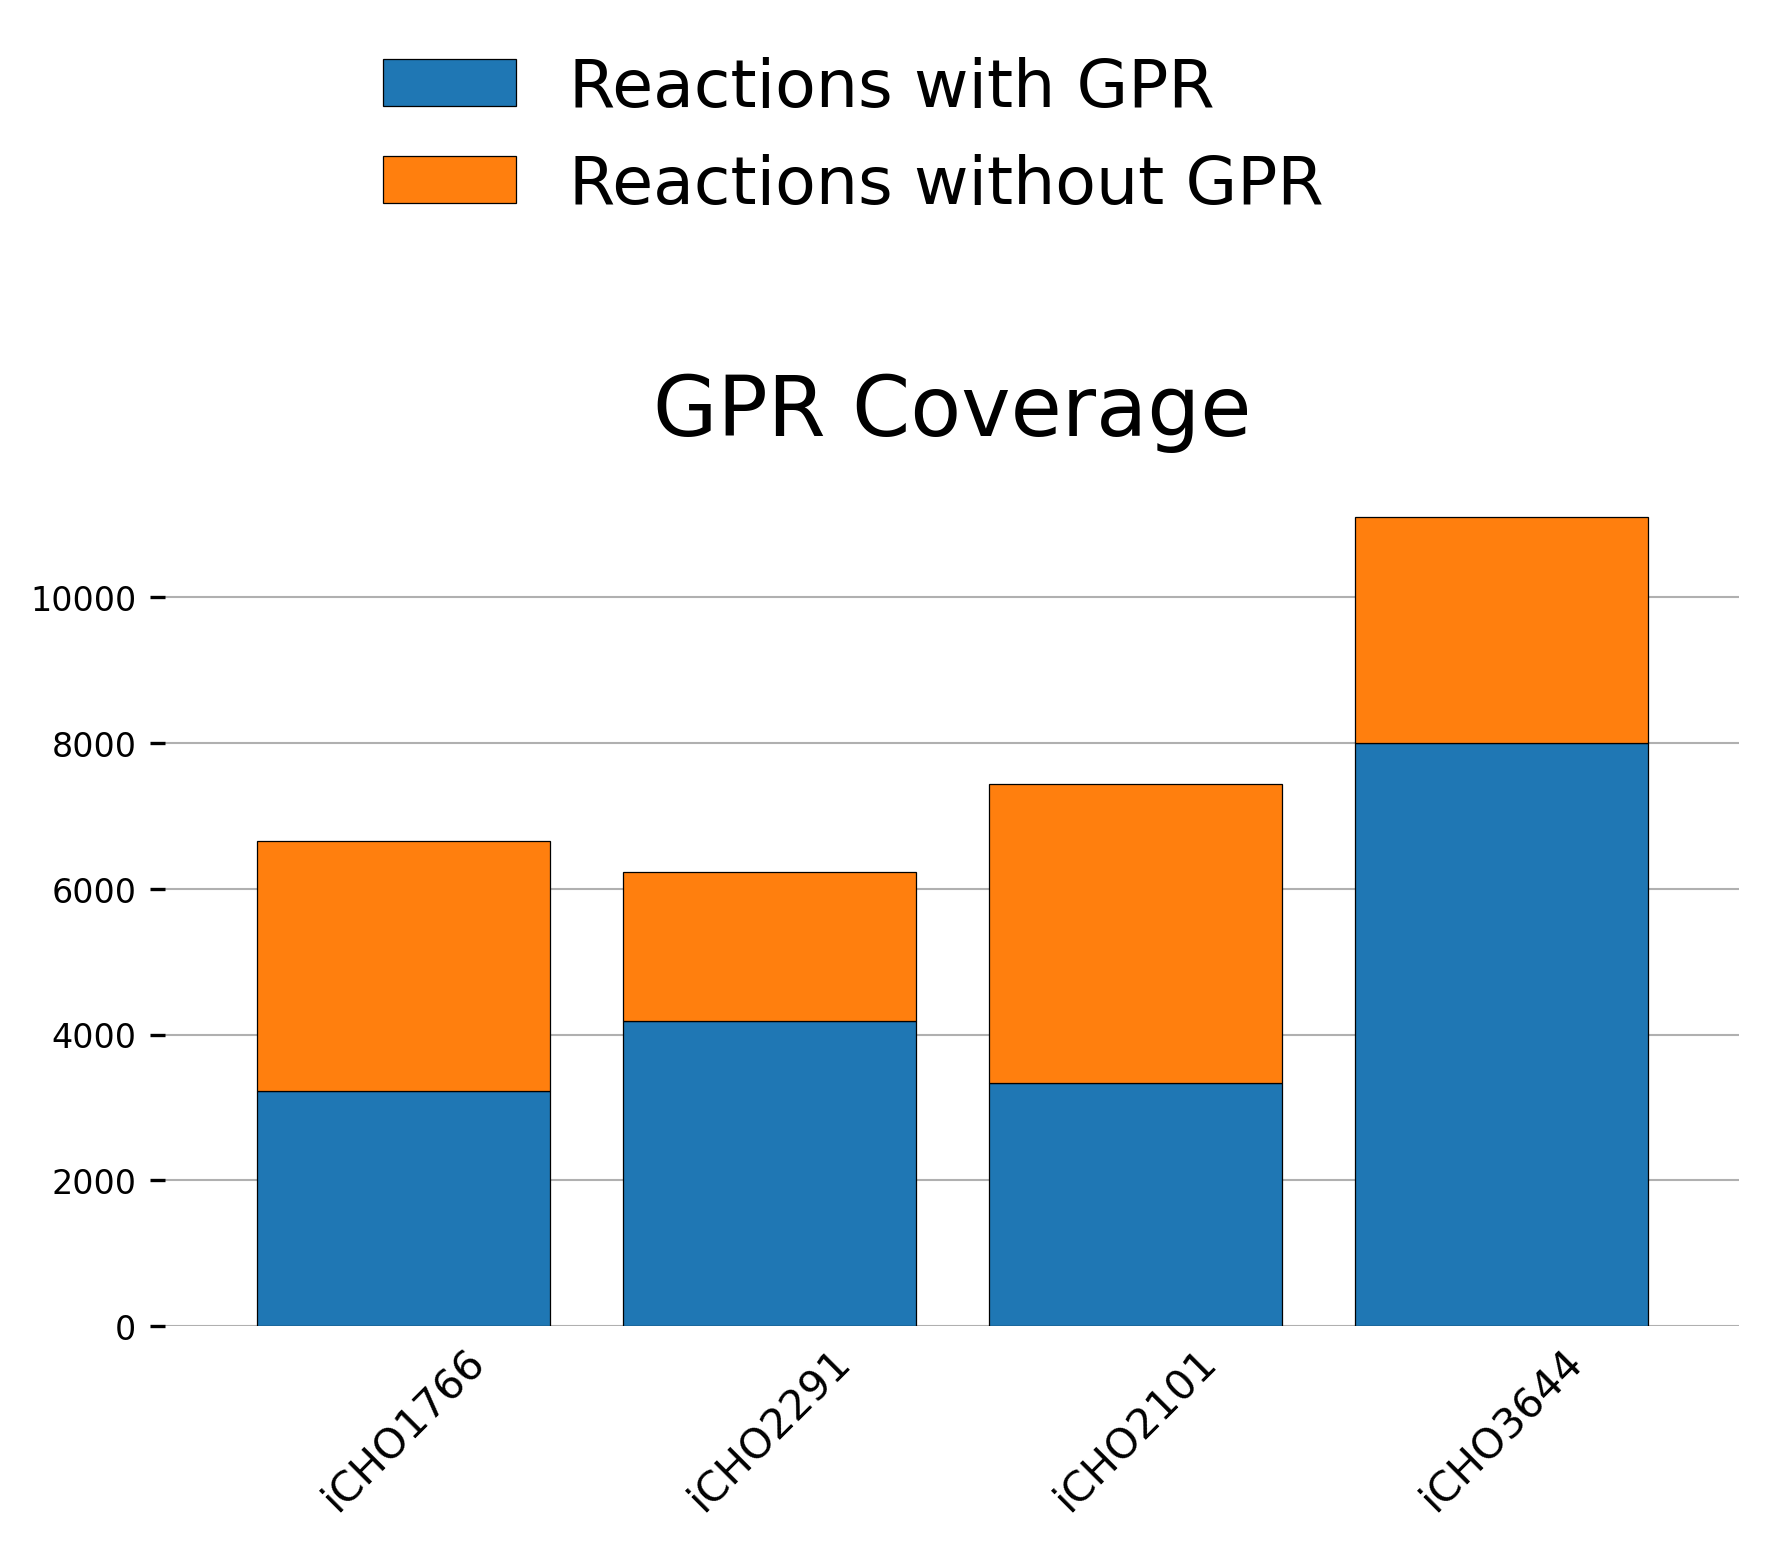 Reactions with GPR
Reactions without GPR
GPR Coverage
10000
8000
6000
4000
2000
0
iCHO1766
iCHO2291
iCHO2101
iCHO3644